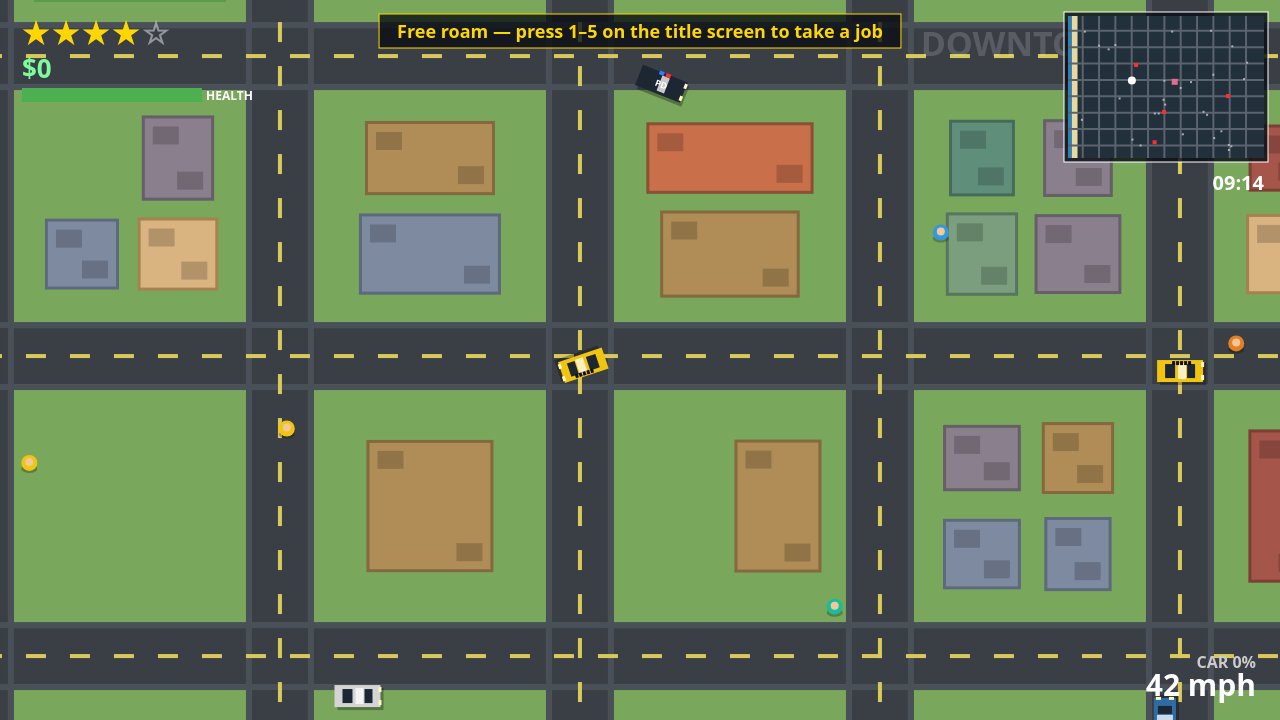 Free roam — press 1–5 on the title screen to take a job
$0
HEALTH
09:14
CAR 0%
42 mph